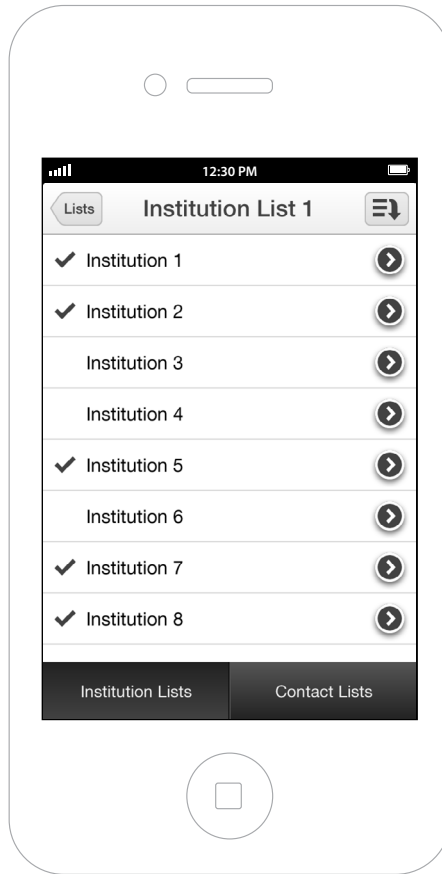 12:30 PM
Lists Institution List 1
Institution 1
Institution 2
Institution 3
Institution 4
Institution 5
Institution 6
Institution 7
Institution 8
Institution Lists Contact Lists